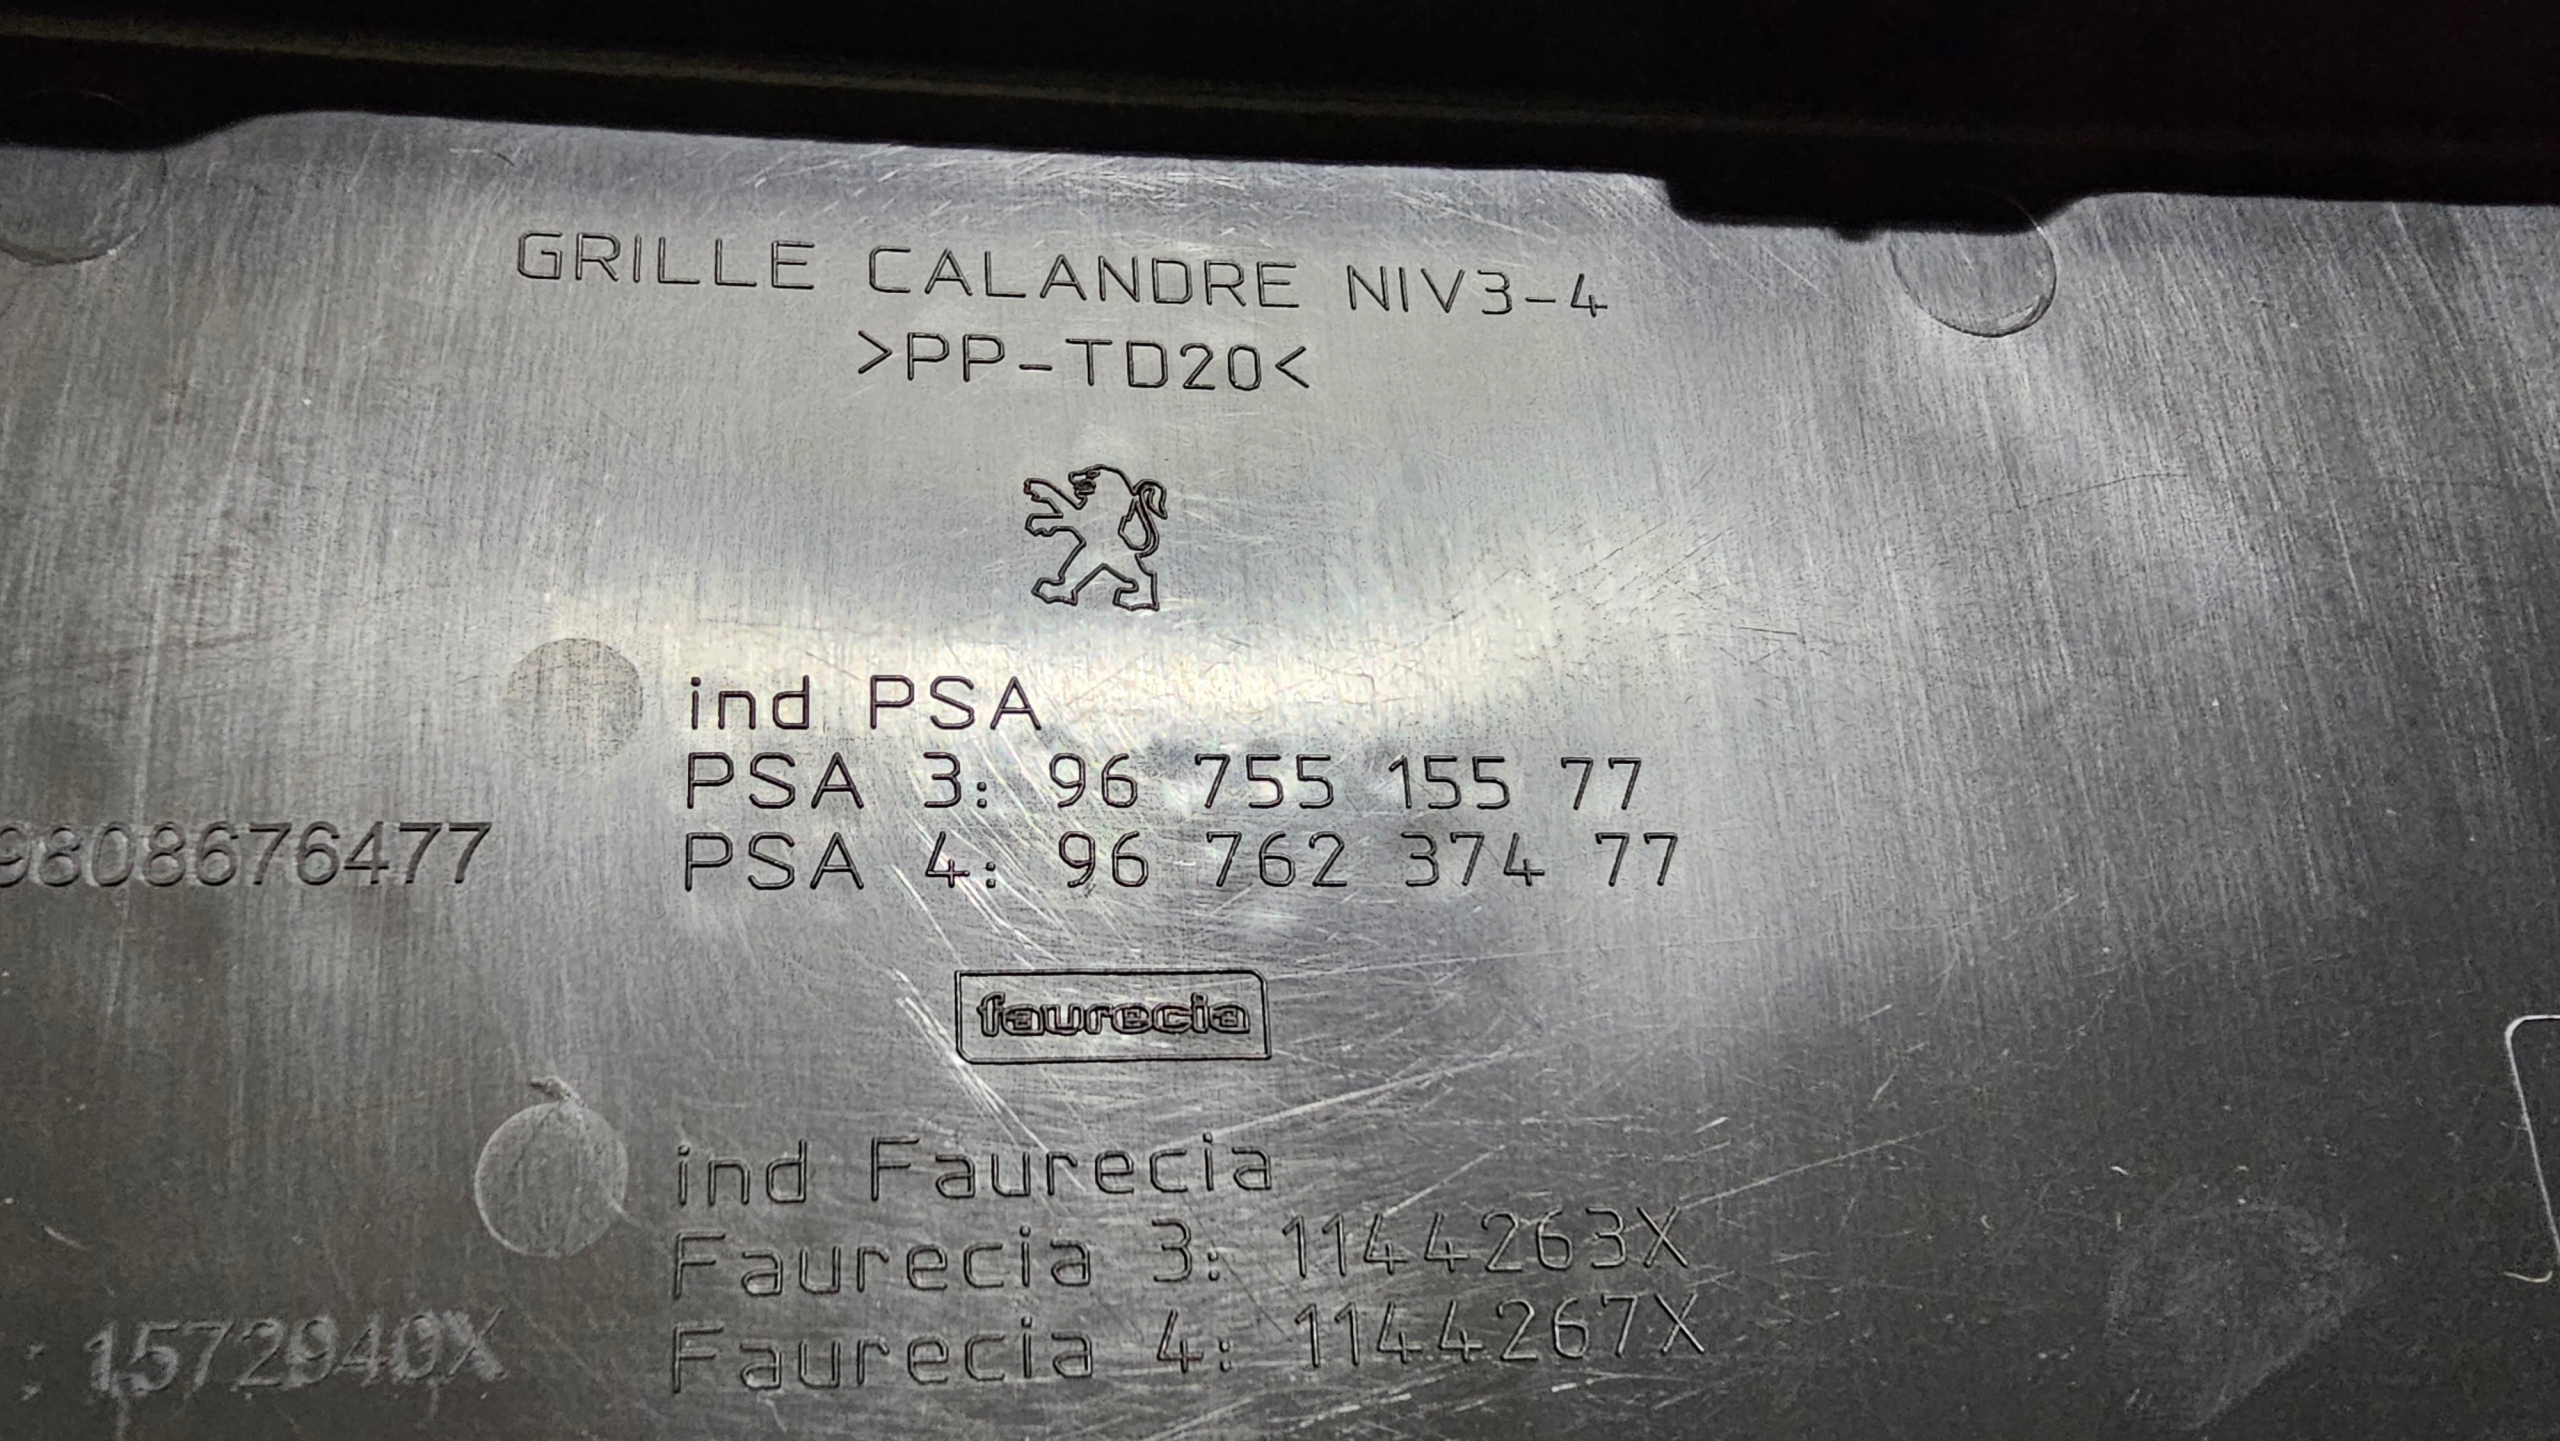 GRILLE CALANDRE NIV3-4
>PP-TD20<
ind PSA
PSA 3: 96 755 155 77
PSA 4: 96 762 374 77
9808676477
faurecia
ind Faurecia
Faurecia 3: 1144263X
Faurecia 4: 1144267X
: 1572940X